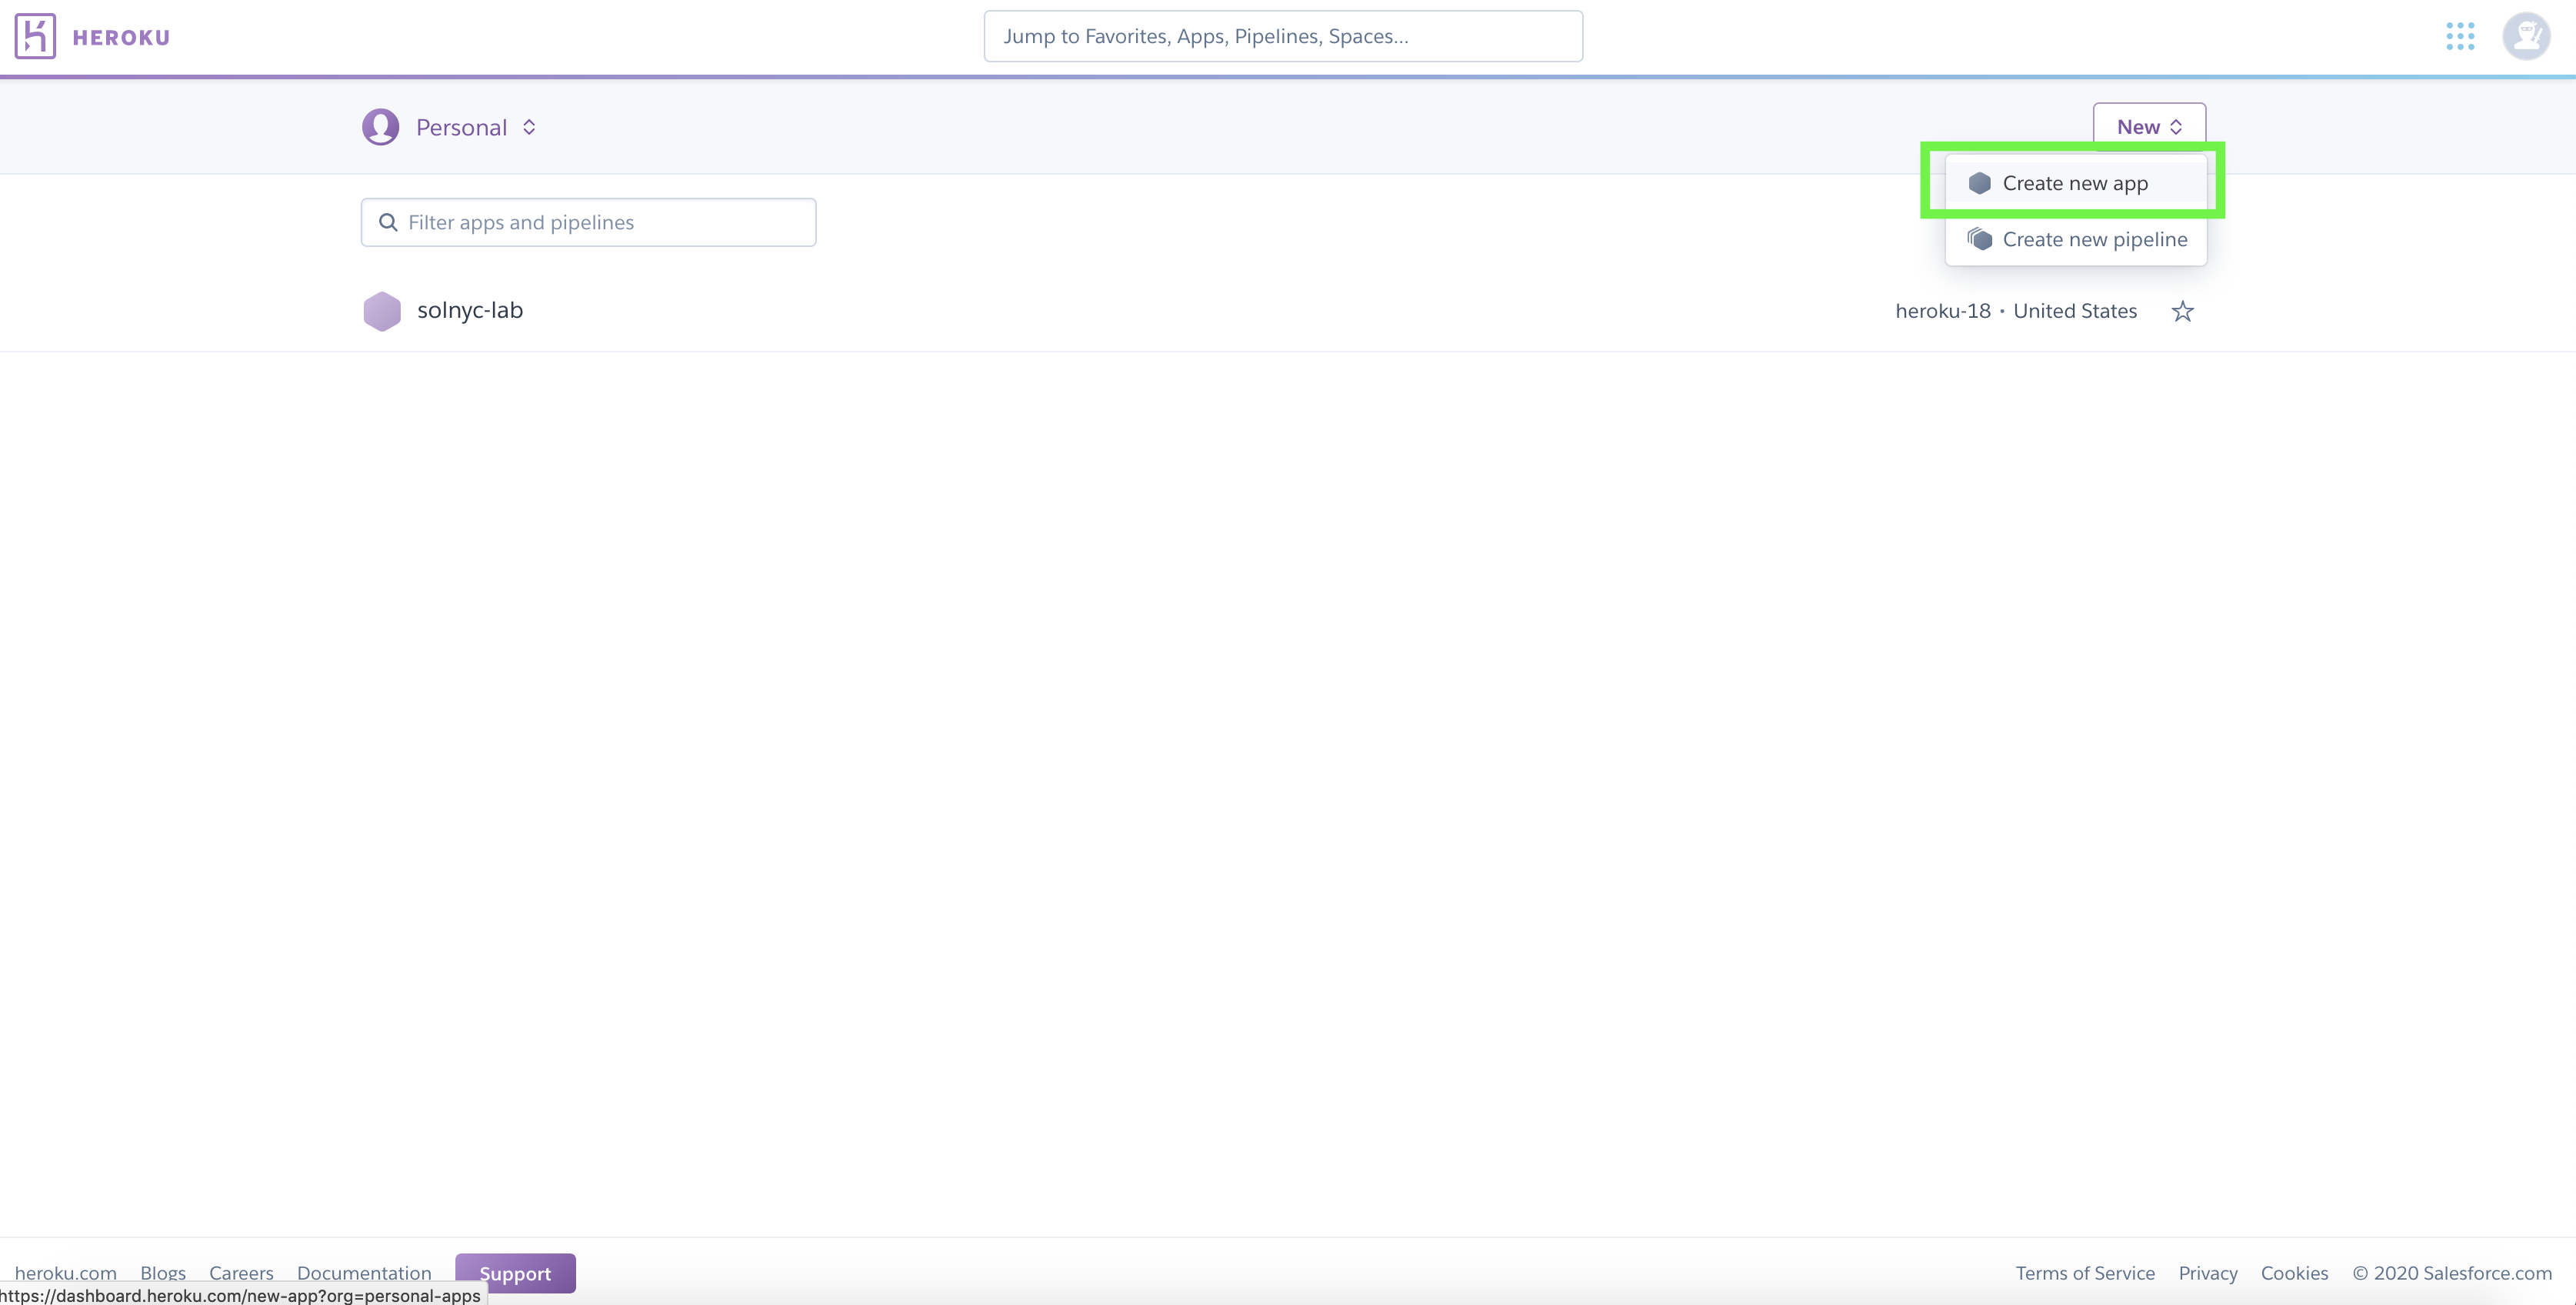 HEROKU
Jump to Favorites, Apps, Pipelines, Spaces...
Personal
New
Create new app
Filter apps and pipelines
Create new pipeline
solnyc-lab
heroku-18 • United States
heroku.com Blogs Careers Documentation Support
Terms of Service Privacy Cookies © 2020 Salesforce.com
https://dashboard.heroku.com/new-app?org=personal-apps